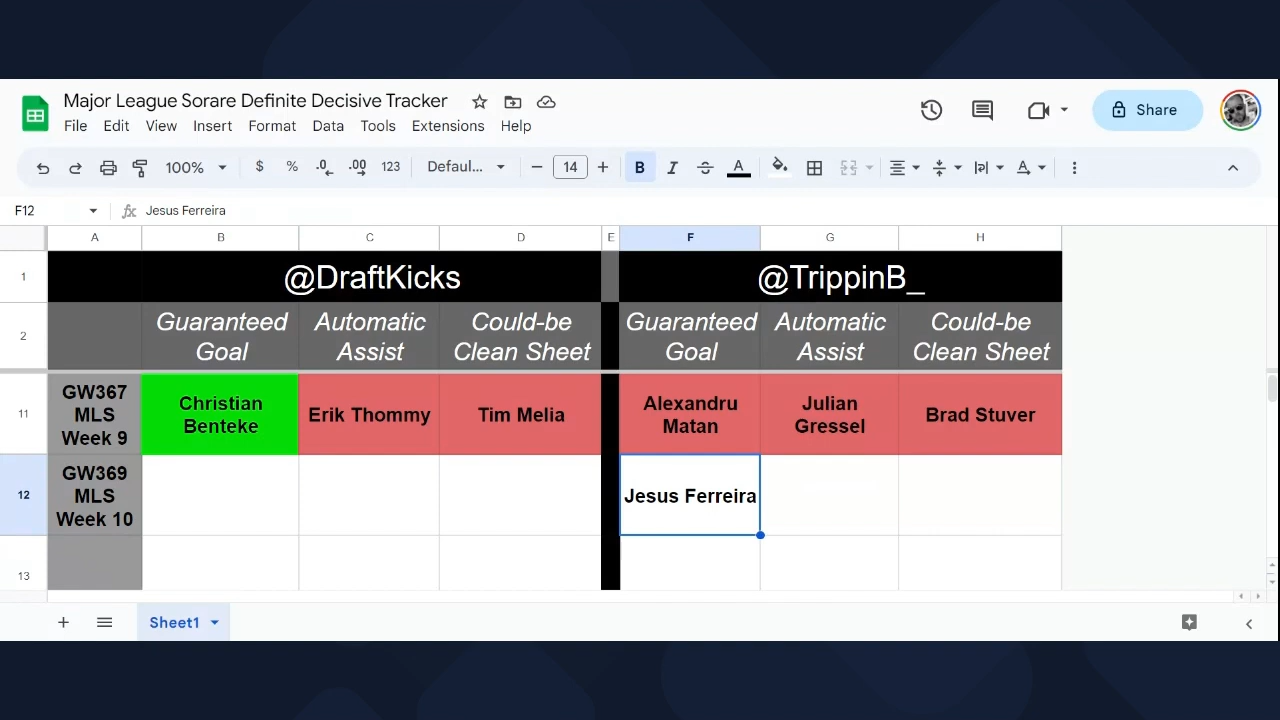 Major League Sorare Definite Decisive Tracker
File Edit View Insert Format Data Tools Extensions Help
Share
100% $ % .0 .00 123 Defaul... − 14 + B I S A
F12 fx Jesus Ferreira
A B C D E F G H
1 @DraftKicks @TrippinB_
2 Guaranteed Goal Automatic Assist Could-be Clean Sheet Guaranteed Goal Automatic Assist Could-be Clean Sheet
11 GW367 MLS Week 9 Christian Benteke Erik Thommy Tim Melia Alexandru Matan Julian Gressel Brad Stuver
12 GW369 MLS Week 10 Jesus Ferreira
13
+ Sheet1